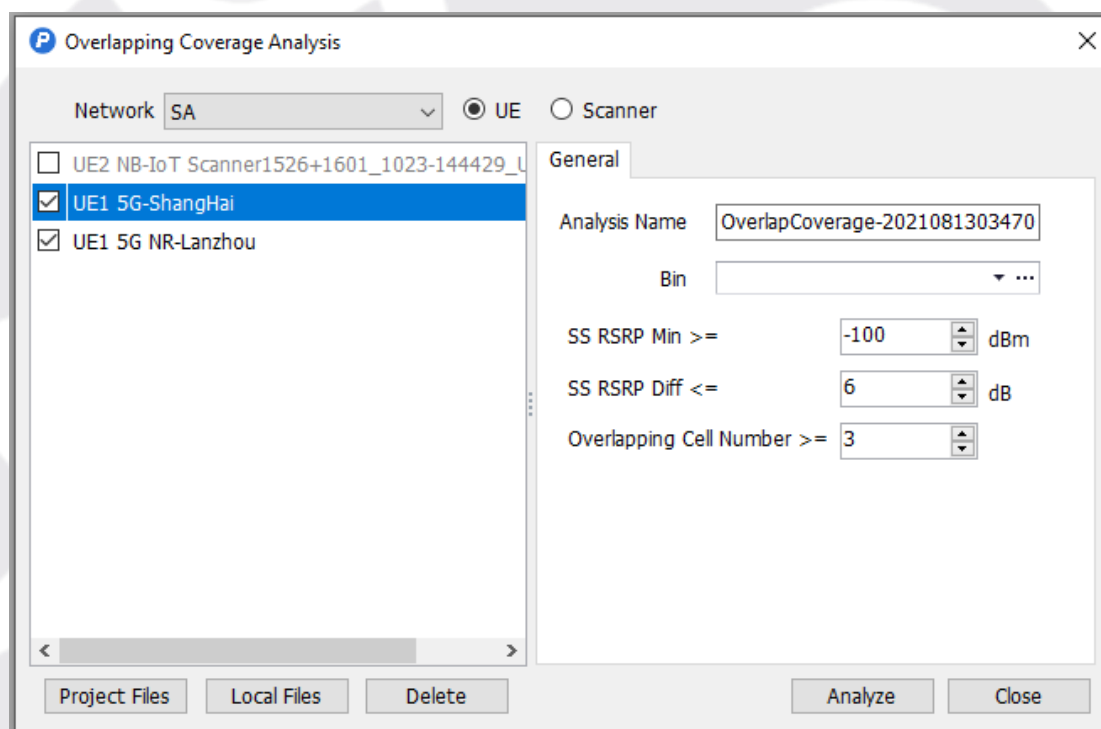 Overlapping Coverage Analysis
Network SA UE Scanner
UE2 NB-IoT Scanner1526+1601_1023-144429_U
UE1 5G-ShangHai
UE1 5G NR-Lanzhou
General
Analysis Name OverlapCoverage-2021081303470
Bin
SS RSRP Min >= -100 dBm
SS RSRP Diff <= 6 dB
Overlapping Cell Number >= 3
Project Files Local Files Delete Analyze Close